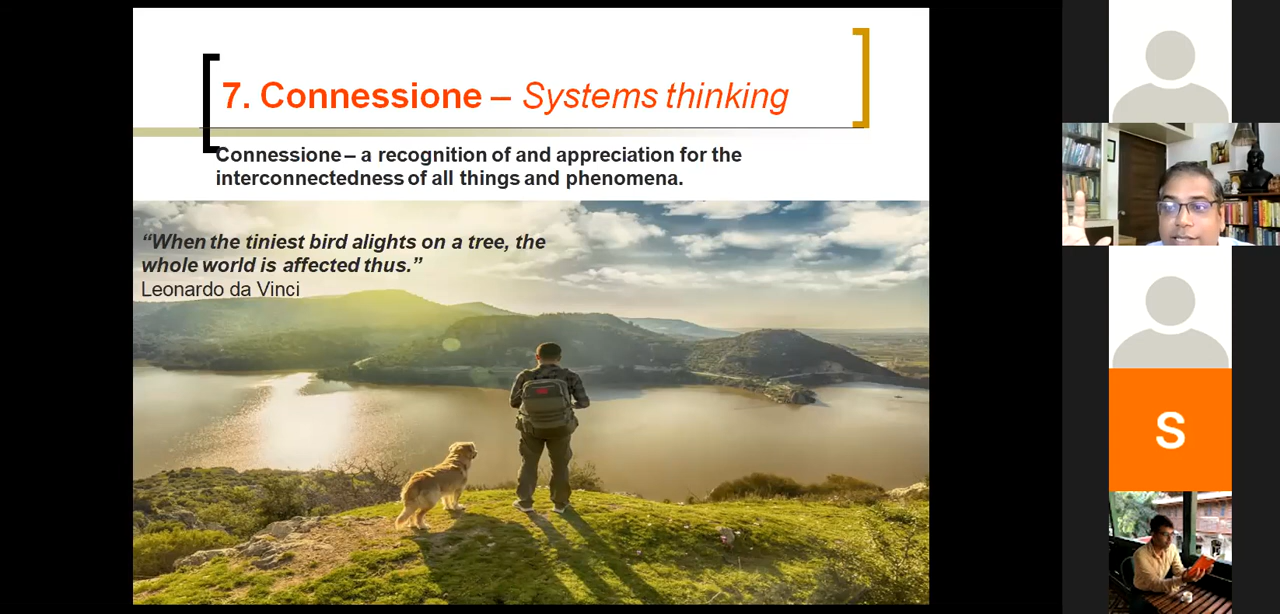 7. Connessione – Systems thinking
Connessione – a recognition of and appreciation for the
interconnectedness of all things and phenomena.
“When the tiniest bird alights on a tree, the
whole world is affected thus.”
Leonardo da Vinci
S